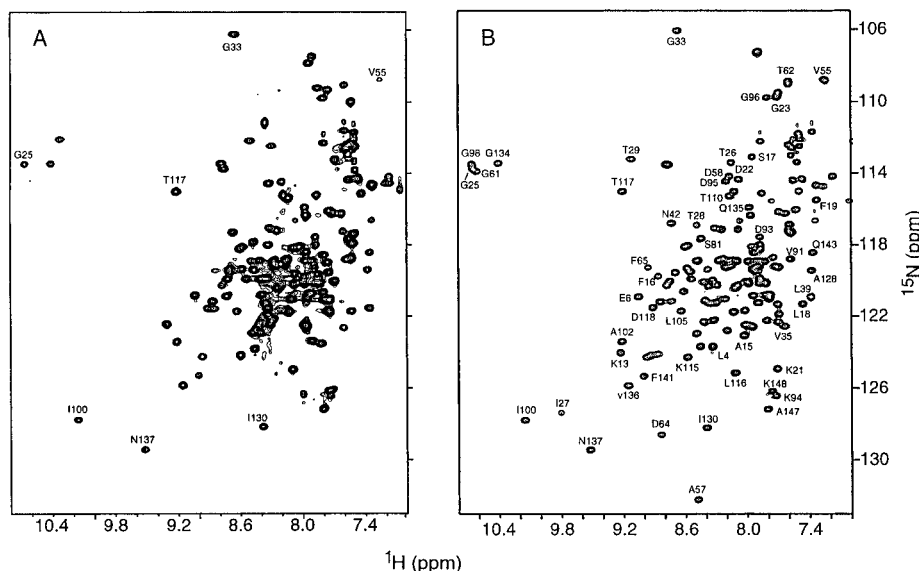 A
G33
V55
G25
T117
I100
N137
I130
10.4 9.2 8.6 8.0 7.4
B
G33
T62
V55
G96
G23
G98
G134
G25
G61
T29
T26
S17
D58
D22
D95
T117
T110
Q135
F19
N42
T28
D93
S81
V91
Q143
F65
F16
A128
E6
L39
D118
L105
L18
A102
V35
K13
A15
L4
K115
K21
F141
L116
v136
K148
K94
A147
I100
I27
I130
D64
N137
A57
10.4 9.2 8.6 8.0 7.4
106
110
114
118
122
126
130
15N (ppm)
1H (ppm)